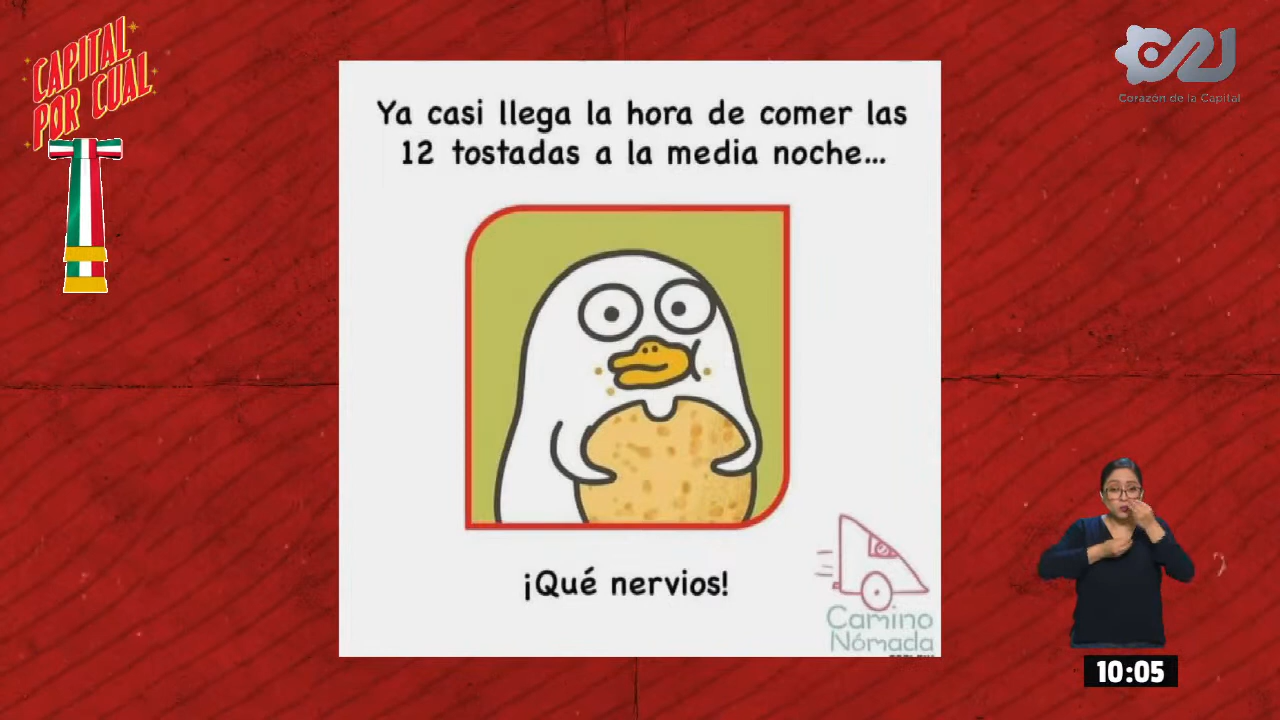 CAPITAL
POR CUAL
C21
Corazón de la Capital
Ya casi llega la hora de comer las
12 tostadas a la media noche...
¡Qué nervios!
Camino
Nómada
10:05